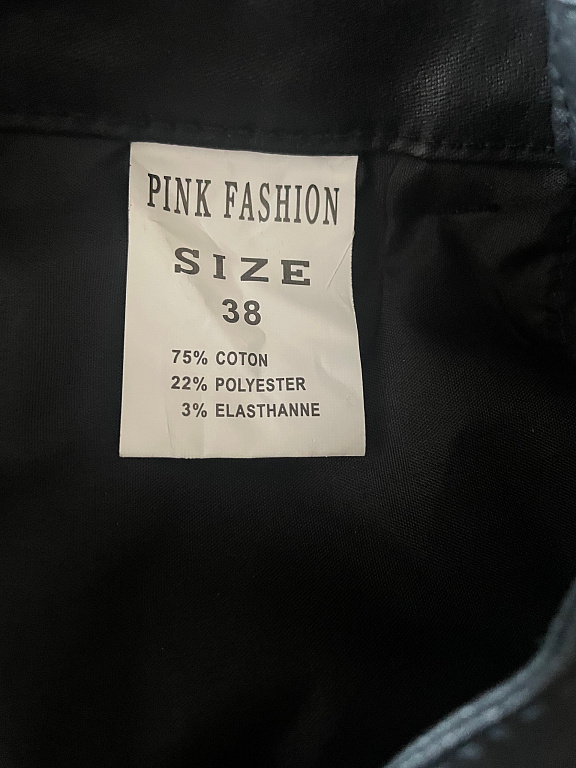 PINK FASHION
SIZE
38
75% COTON
22% POLYESTER
3% ELASTHANNE